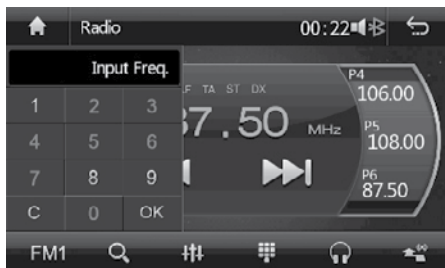 Radio
00:22
Input Freq.
1 2 3
4 5 6
7 8 9
C 0 OK
TA ST DX
7.50 MHz
P4
106.00
P5
108.00
P6
87.50
FM1